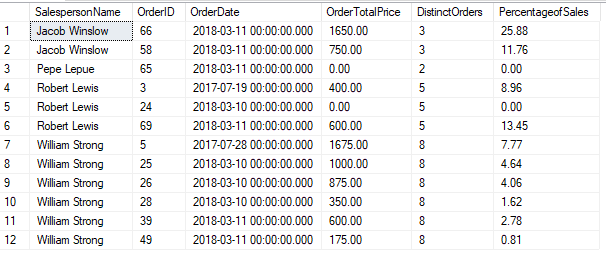 SalespersonName OrderID OrderDate OrderTotalPrice DistinctOrders PercentageofSales
1 Jacob Winslow 66 2018-03-11 00:00:00.000 1650.00 3 25.88
2 Jacob Winslow 58 2018-03-11 00:00:00.000 750.00 3 11.76
3 Pepe Lepue 65 2018-03-11 00:00:00.000 0.00 2 0.00
4 Robert Lewis 3 2017-07-19 00:00:00.000 400.00 5 8.96
5 Robert Lewis 24 2018-03-10 00:00:00.000 0.00 5 0.00
6 Robert Lewis 69 2018-03-11 00:00:00.000 600.00 5 13.45
7 William Strong 5 2017-07-28 00:00:00.000 1675.00 8 7.77
8 William Strong 25 2018-03-10 00:00:00.000 1000.00 8 4.64
9 William Strong 26 2018-03-10 00:00:00.000 875.00 8 4.06
10 William Strong 28 2018-03-10 00:00:00.000 350.00 8 1.62
11 William Strong 39 2018-03-11 00:00:00.000 600.00 8 2.78
12 William Strong 49 2018-03-11 00:00:00.000 175.00 8 0.81